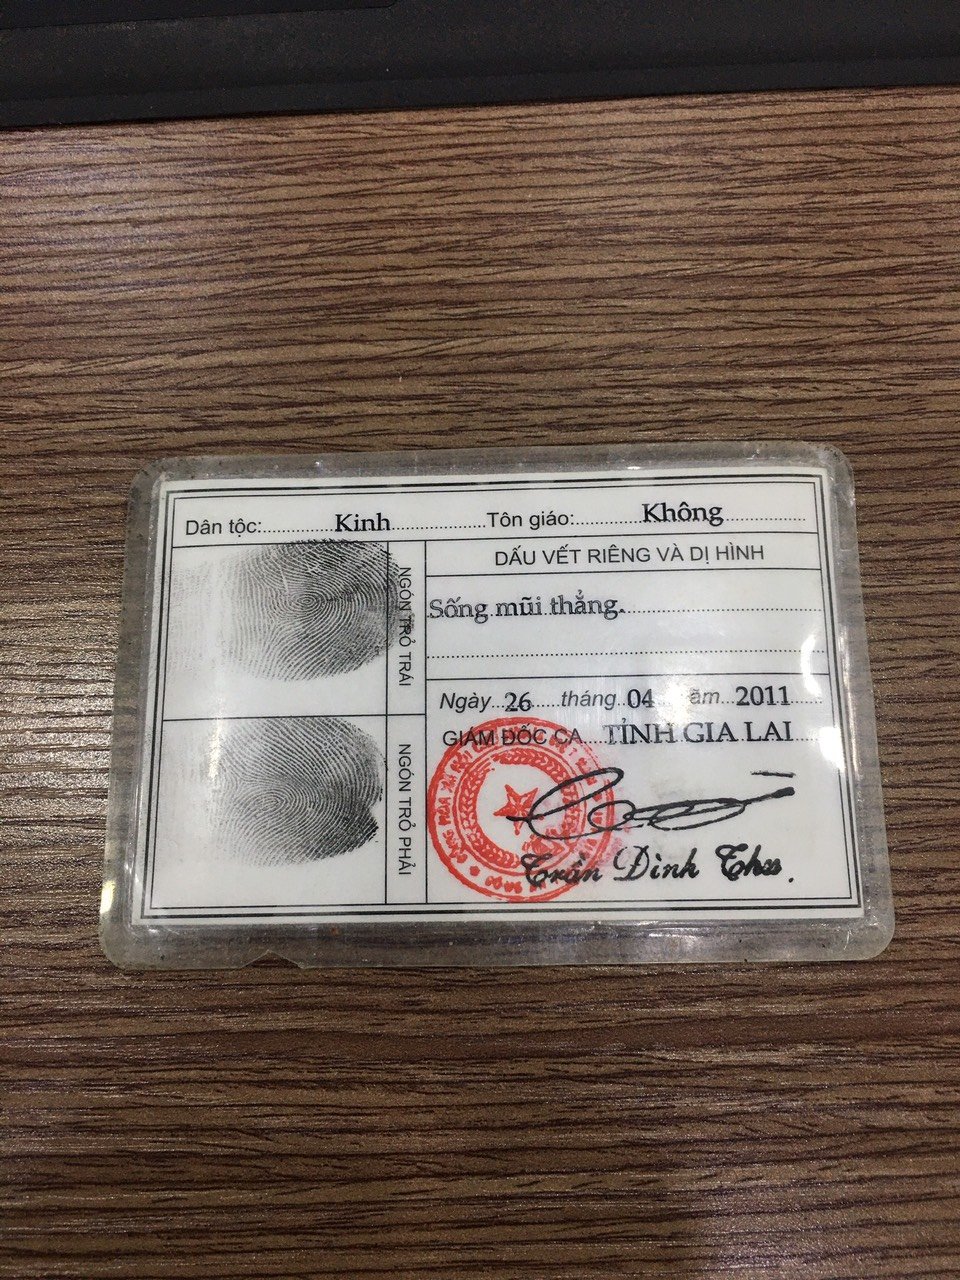 Dân tộc: Kinh Tôn giáo: Không
NGÓN TRỎ TRÁI
NGÓN TRỎ PHẢI
DẤU VẾT RIÊNG VÀ DỊ HÌNH
Sống mũi thẳng.
Ngày 26 tháng 04 năm 2011
GIÁM ĐỐC CA TỈNH GIA LAI
Trần Đình Thu.